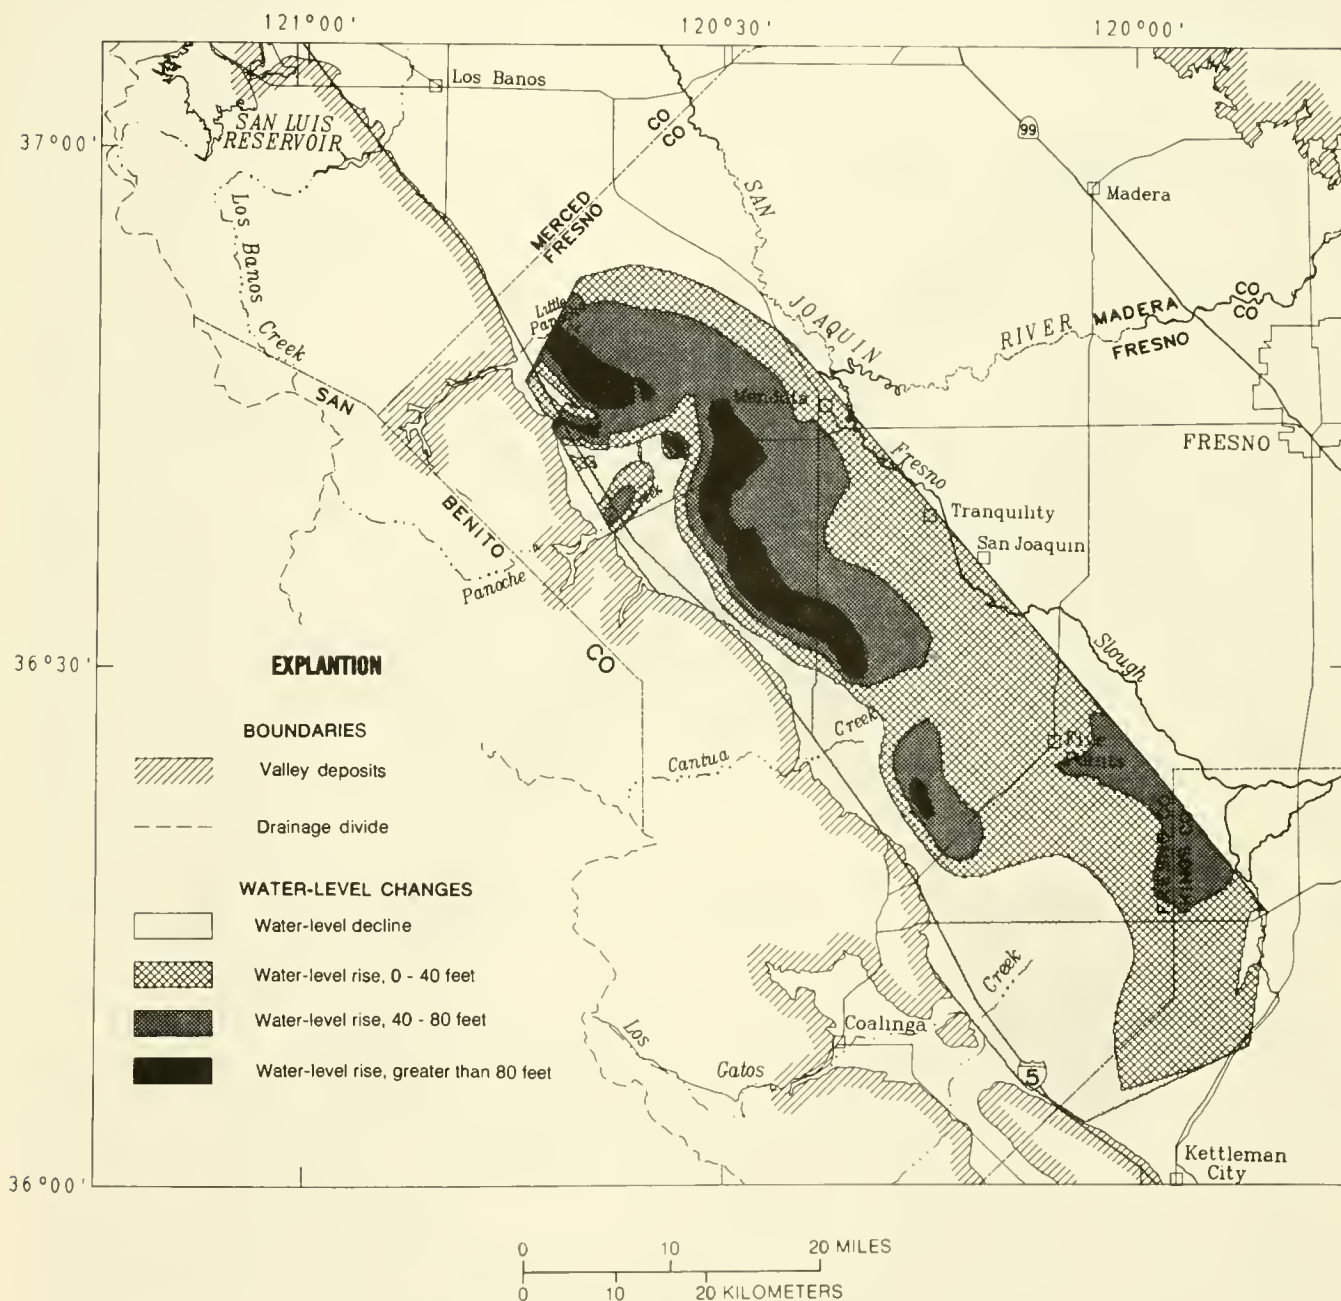 121°00'
120°30'
120°00'
37°00'
36°30'
36°00'
Los Banos
SAN LUIS
RESERVOIR
Los Banos
Creek
CO
CO
MERCED
FRESNO
SAN
JOAQUIN
RIVER
99
Madera
CO
CO
MADERA
FRESNO
FRESNO
Little
Mendota
Fresno
Slough
Tranquility
San Joaquin
SAN
BENITO
CO
Panoche
Creek
Cantua
Creek
Five
Points
KINGS CO
Los
Gatos
Creek
Coalinga
5
Kettleman
City
EXPLANTION
BOUNDARIES
Valley deposits
Drainage divide
WATER-LEVEL CHANGES
Water-level decline
Water-level rise, 0 - 40 feet
Water-level rise, 40 - 80 feet
Water-level rise, greater than 80 feet
0 10 20 MILES
0 10 20 KILOMETERS